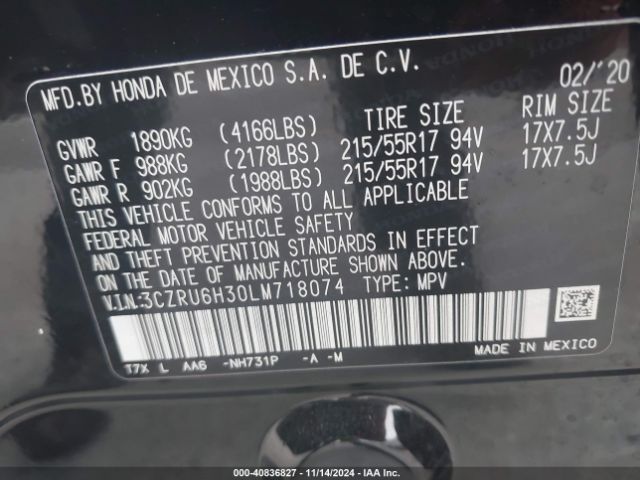 MFD.BY HONDA DE MEXICO S.A. DE C.V. 02/'20
TIRE SIZE RIM SIZE
GVWR 1890KG (4166LBS)
GAWR F 988KG (2178LBS) 215/55R17 94V 17X7.5J
GAWR R 902KG (1988LBS) 215/55R17 94V 17X7.5J
THIS VEHICLE CONFORMS TO ALL APPLICABLE
FEDERAL MOTOR VEHICLE SAFETY
AND THEFT PREVENTION STANDARDS IN EFFECT
ON THE DATE OF MANUFACTURE SHOWN ABOVE.
V.I.N.:3CZRU6H30LM718074 TYPE: MPV
T7X L AA6 -NH731P -A -M
MADE IN MEXICO
000-40836827 - 11/14/2024 - IAA Inc.